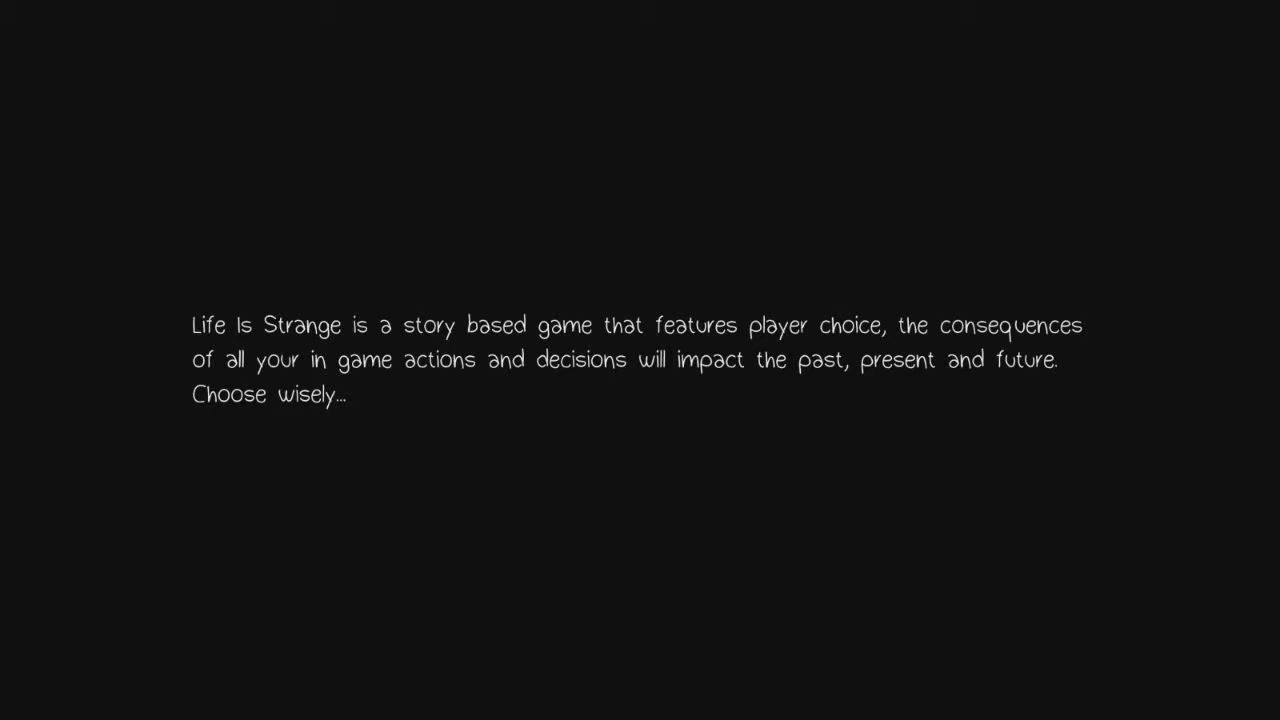 Life Is Strange is a story based game that features player choice, the consequences
of all your in game actions and decisions will impact the past, present and future.
Choose wisely...